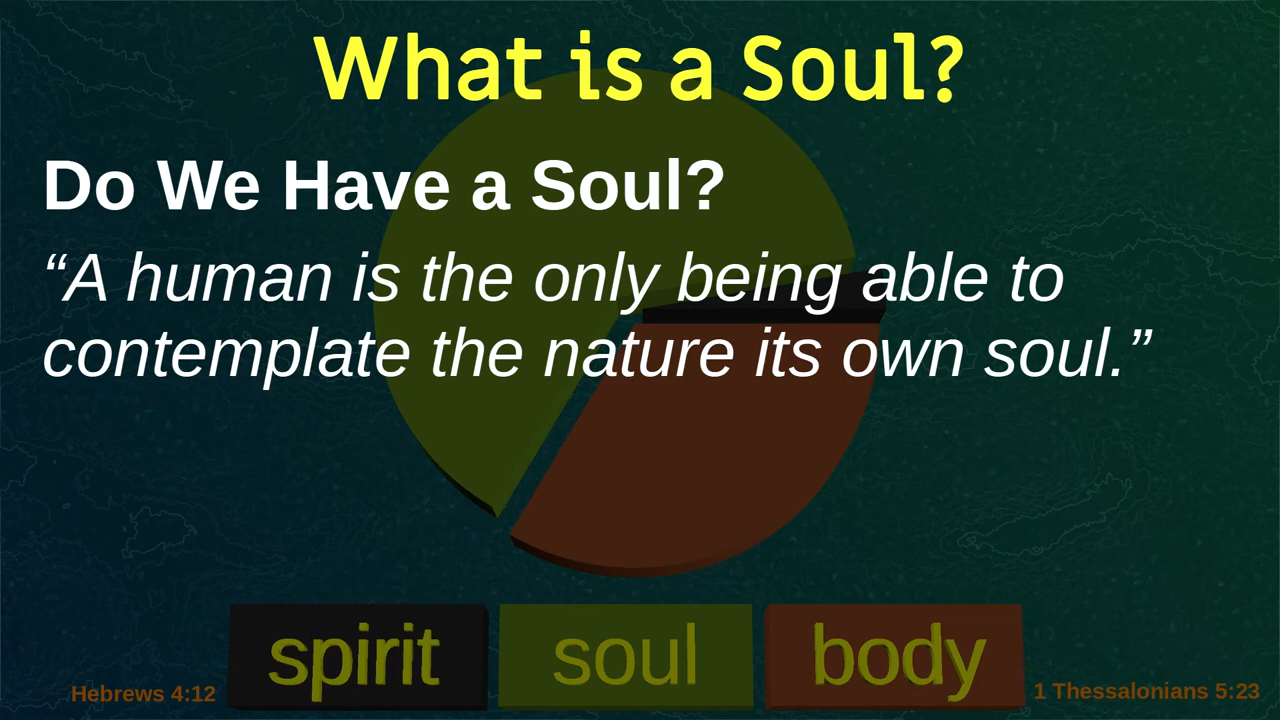 What is a Soul?
Do We Have a Soul?
“A human is the only being able to
contemplate the nature its own soul.”
spirit soul body
Hebrews 4:12 1 Thessalonians 5:23